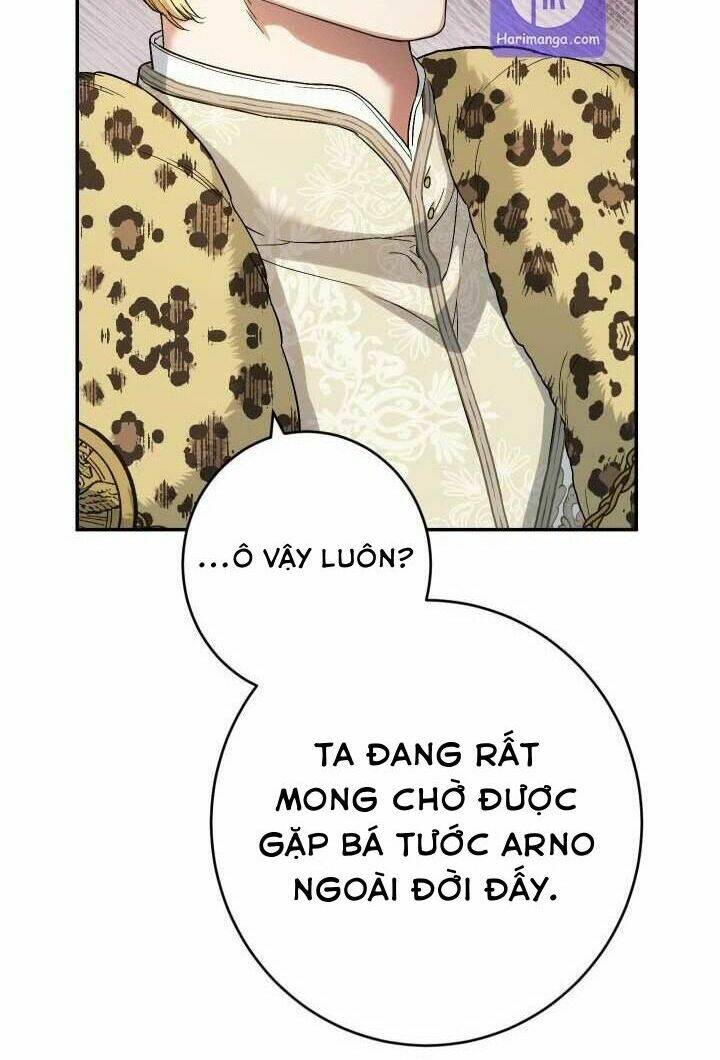 Harimanga.com
...Ô VẬY LUÔN?
TA ĐANG RẤT
MONG CHỜ ĐƯỢC
GẶP BÁ TƯỚC ARNO
NGOÀI ĐỜI ĐẤY.